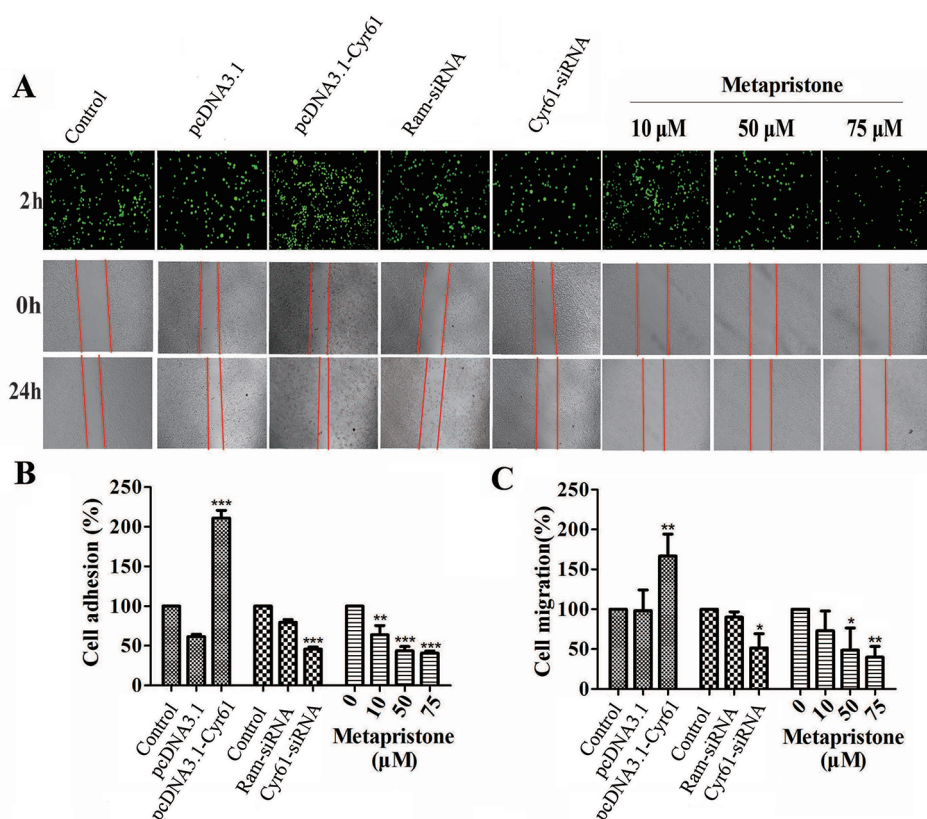 A
Control
pcDNA3.1
pcDNA3.1-Cyr61
Ram-siRNA
Cyr61-siRNA
Metapristone
10 μM 50 μM 75 μM
2h
0h
24h
B
Cell adhesion (%)
250
200
150
100
50
0
***
***
**
***
***
Control
pcDNA3.1
pcDNA3.1-Cyr61
Control
Ram-siRNA
Cyr61-siRNA
0
10
50
75
Metapristone
(μM)
C
Cell migration(%)
250
200
150
100
50
0
**
*
*
**
Control
pcDNA3.1
pcDNA3.1-Cyr61
Control
Ram-siRNA
Cyr61-siRNA
0
10
50
75
Metapristone
(μM)